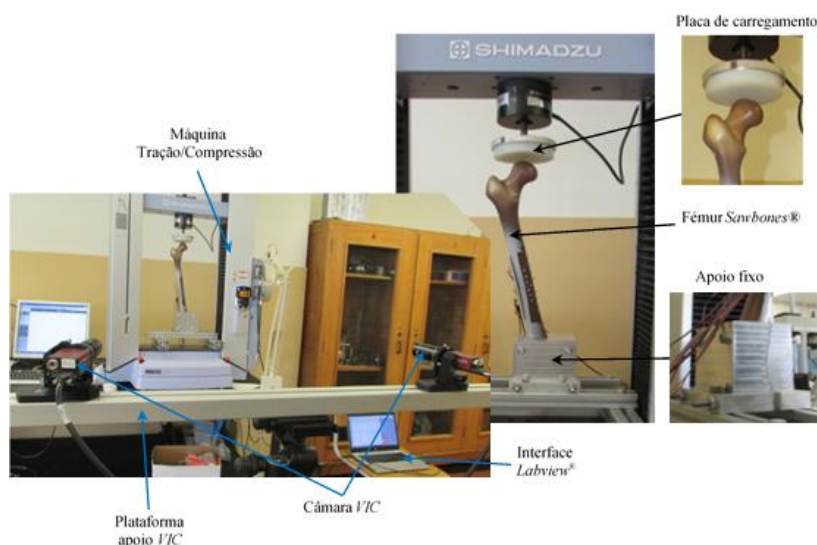 Placa de carregamento
SHIMADZU
Máquina
Tração/Compressão
Fémur Sawbones®
Apoio fixo
Interface
Labview®
Câmara VIC
Plataforma
apoio VIC